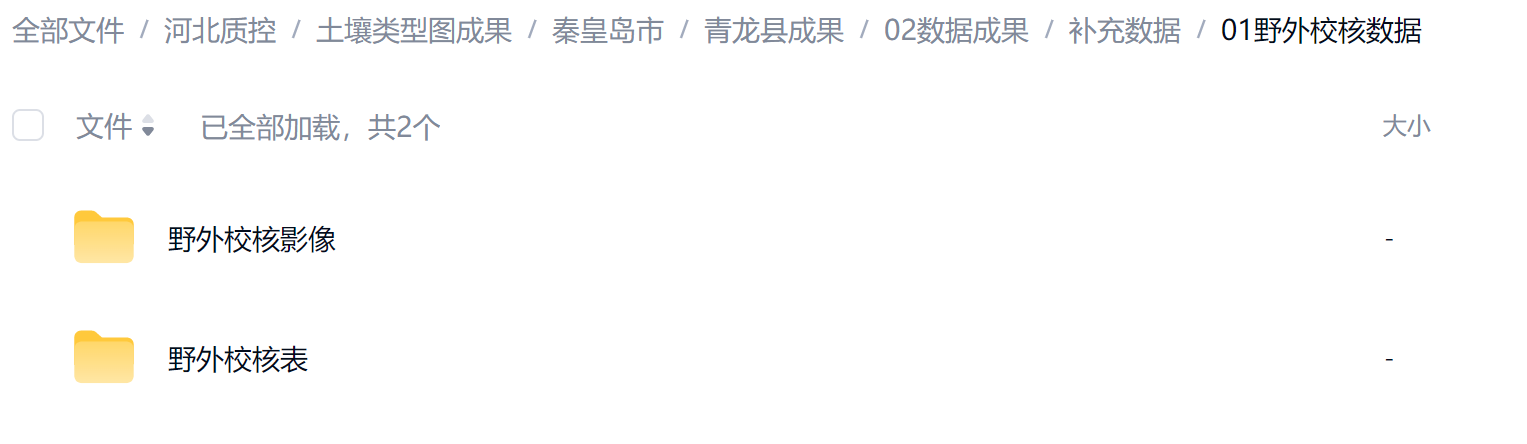 全部文件 / 河北质控 / 土壤类型图成果 / 秦皇岛市 / 青龙县成果 / 02数据成果 / 补充数据 / 01野外校核数据
文件 已全部加载，共2个 大小
野外校核影像 -
野外校核表 -